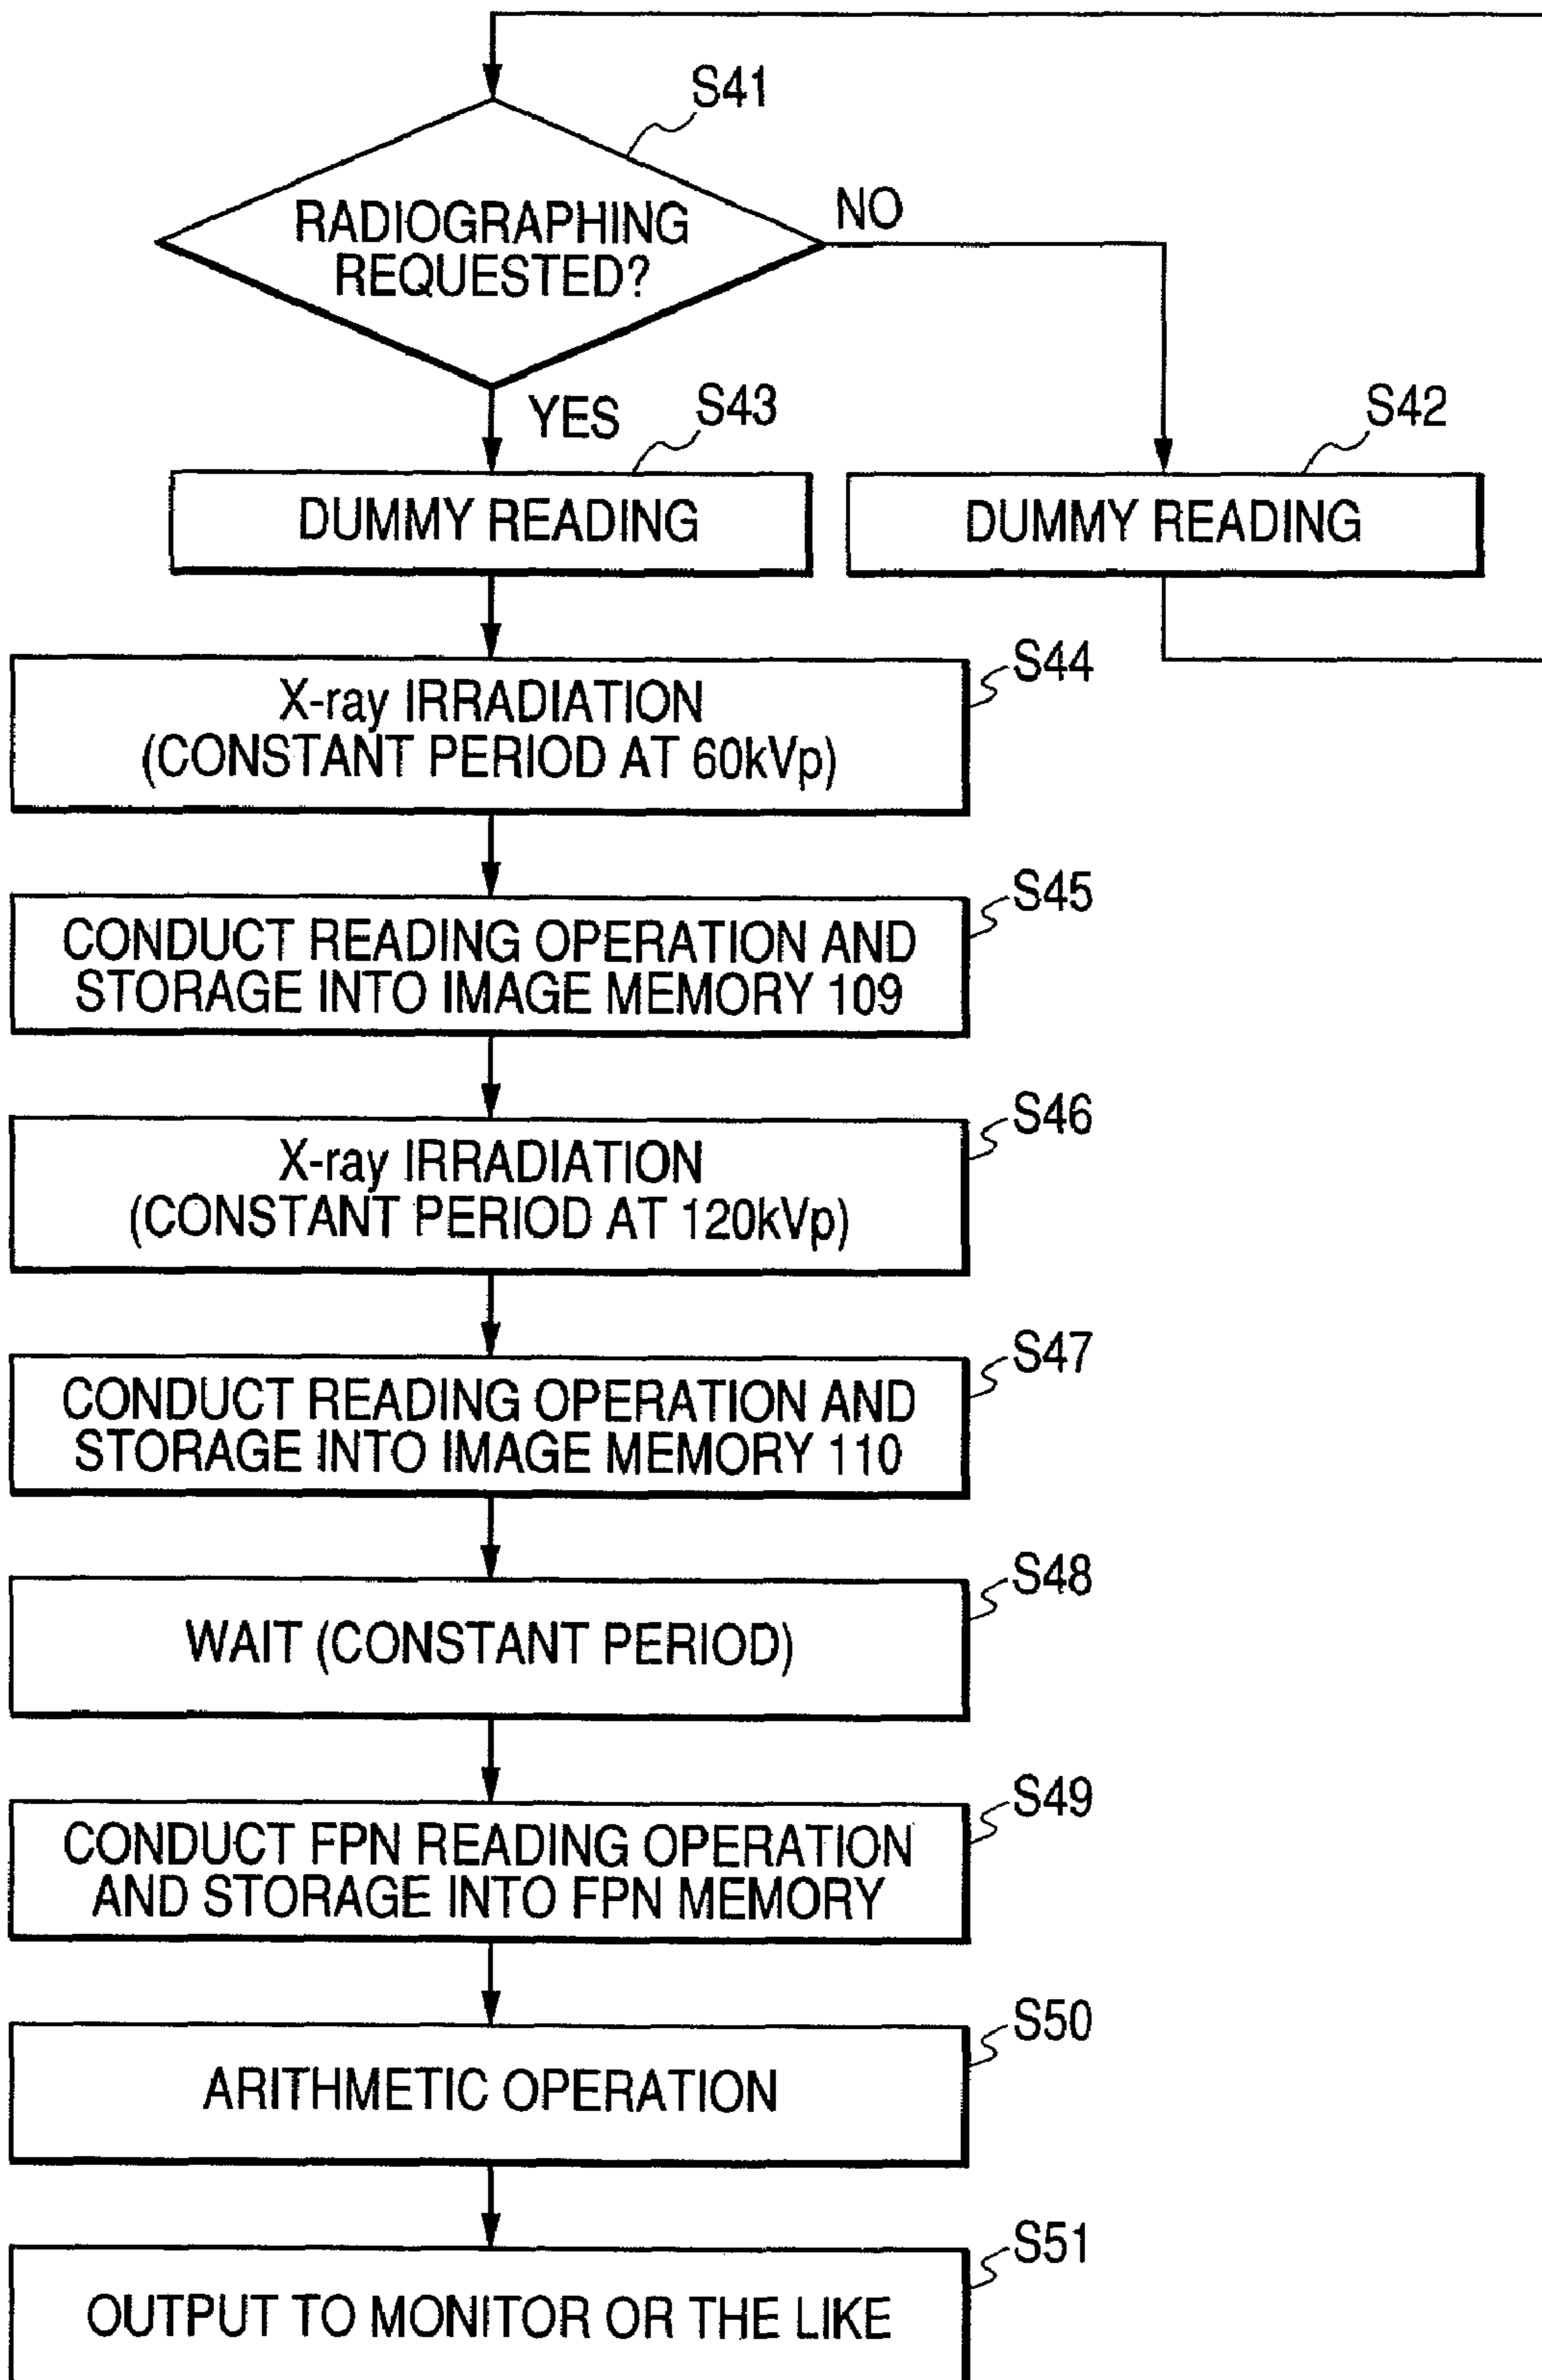 S41
RADIOGRAPHING
REQUESTED?
NO
YES
S43
S42
DUMMY READING
DUMMY READING
S44
X-ray IRRADIATION
(CONSTANT PERIOD AT 60kVp)
S45
CONDUCT READING OPERATION AND
STORAGE INTO IMAGE MEMORY 109
S46
X-ray IRRADIATION
(CONSTANT PERIOD AT 120kVp)
S47
CONDUCT READING OPERATION AND
STORAGE INTO IMAGE MEMORY 110
S48
WAIT (CONSTANT PERIOD)
S49
CONDUCT FPN READING OPERATION
AND STORAGE INTO FPN MEMORY
S50
ARITHMETIC OPERATION
S51
OUTPUT TO MONITOR OR THE LIKE